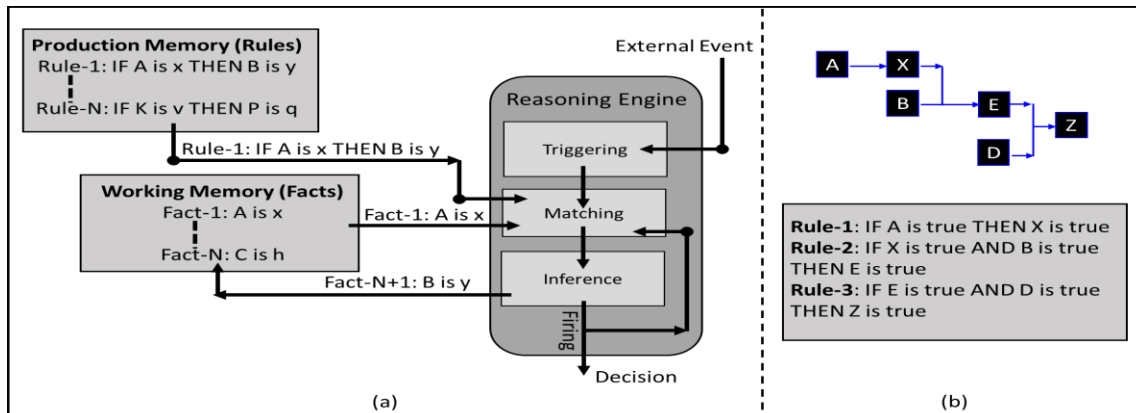 Production Memory (Rules)
Rule-1: IF A is x THEN B is y
Rule-N: IF K is v THEN P is q
Rule-1: IF A is x THEN B is y
Working Memory (Facts)
Fact-1: A is x
Fact-N: C is h
Fact-1: A is x
Fact-N+1: B is y
External Event
Reasoning Engine
Triggering
Matching
Inference
Firing
Decision
(a)
A
X
B
E
Z
D
Rule-1: IF A is true THEN X is true
Rule-2: IF X is true AND B is true
THEN E is true
Rule-3: IF E is true AND D is true
THEN Z is true
(b)